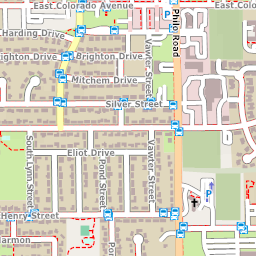 East Colorado Avenue
East Colo
Harding Drive
Philo Road
Vawter Street
Brighton Drive
Brighton Drive
Mitchem Drive
Silver Street
Eliot Drive
South Lynn Street
Pond Street
Vawter Street
Henry Street
Harmon
P
P